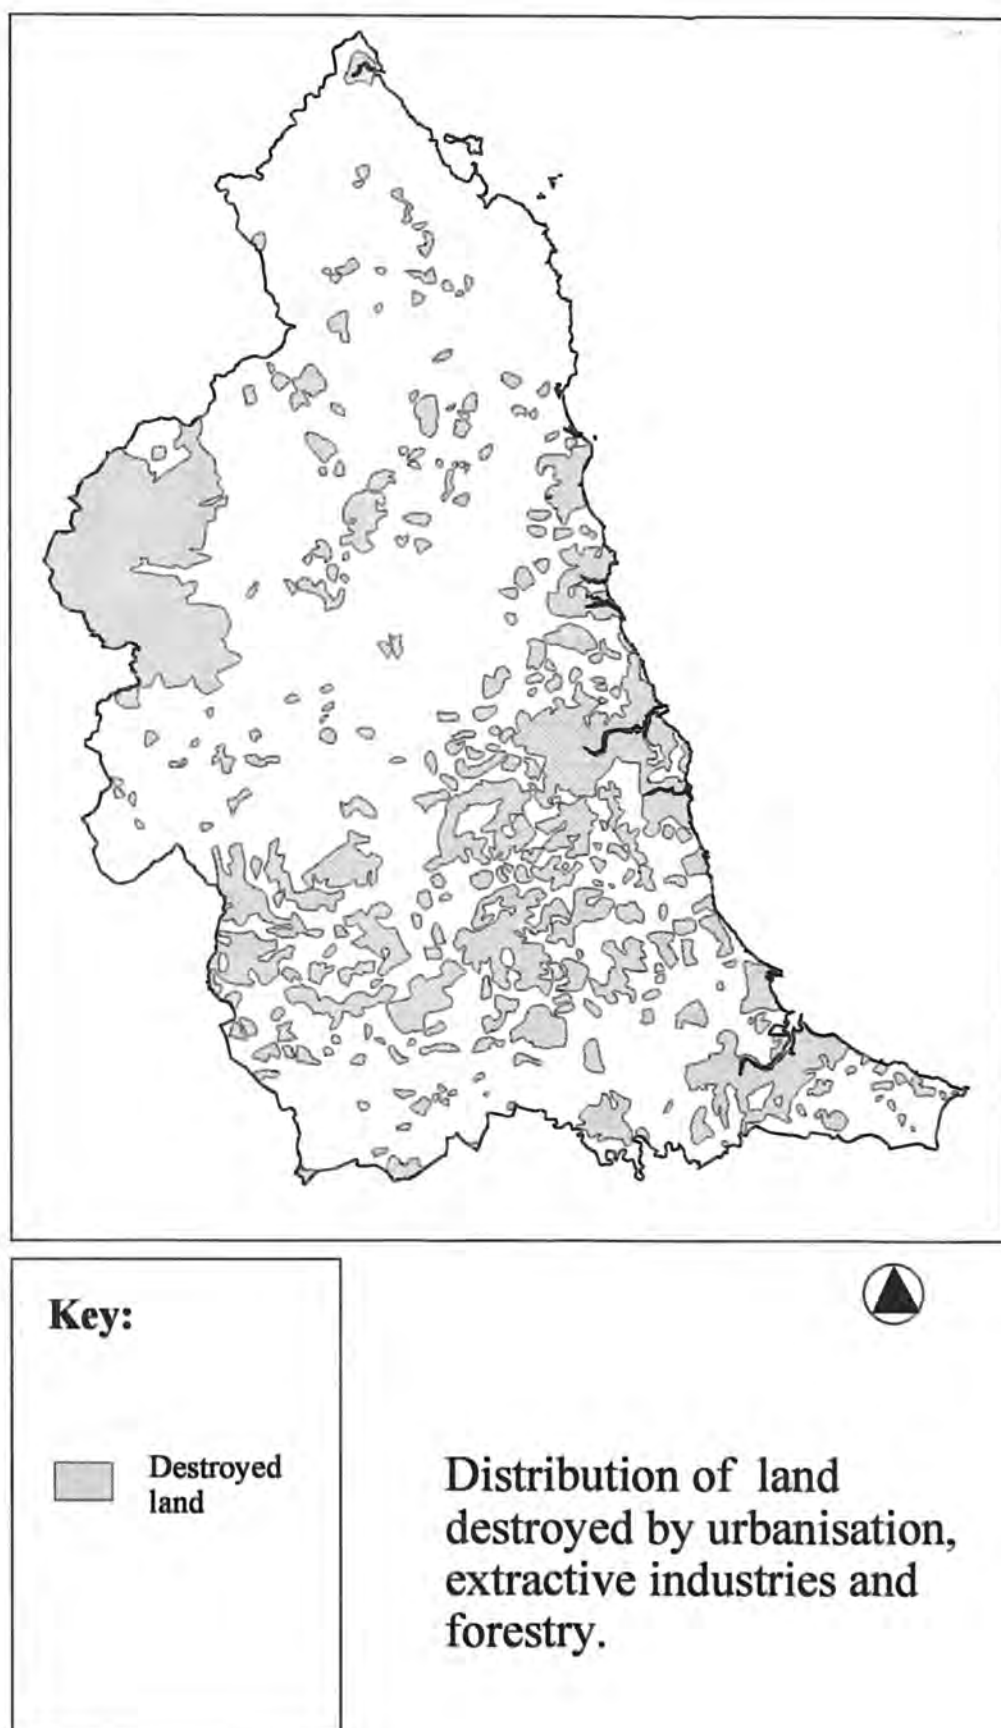 Key:
Destroyed
land
Distribution of land
destroyed by urbanisation,
extractive industries and
forestry.